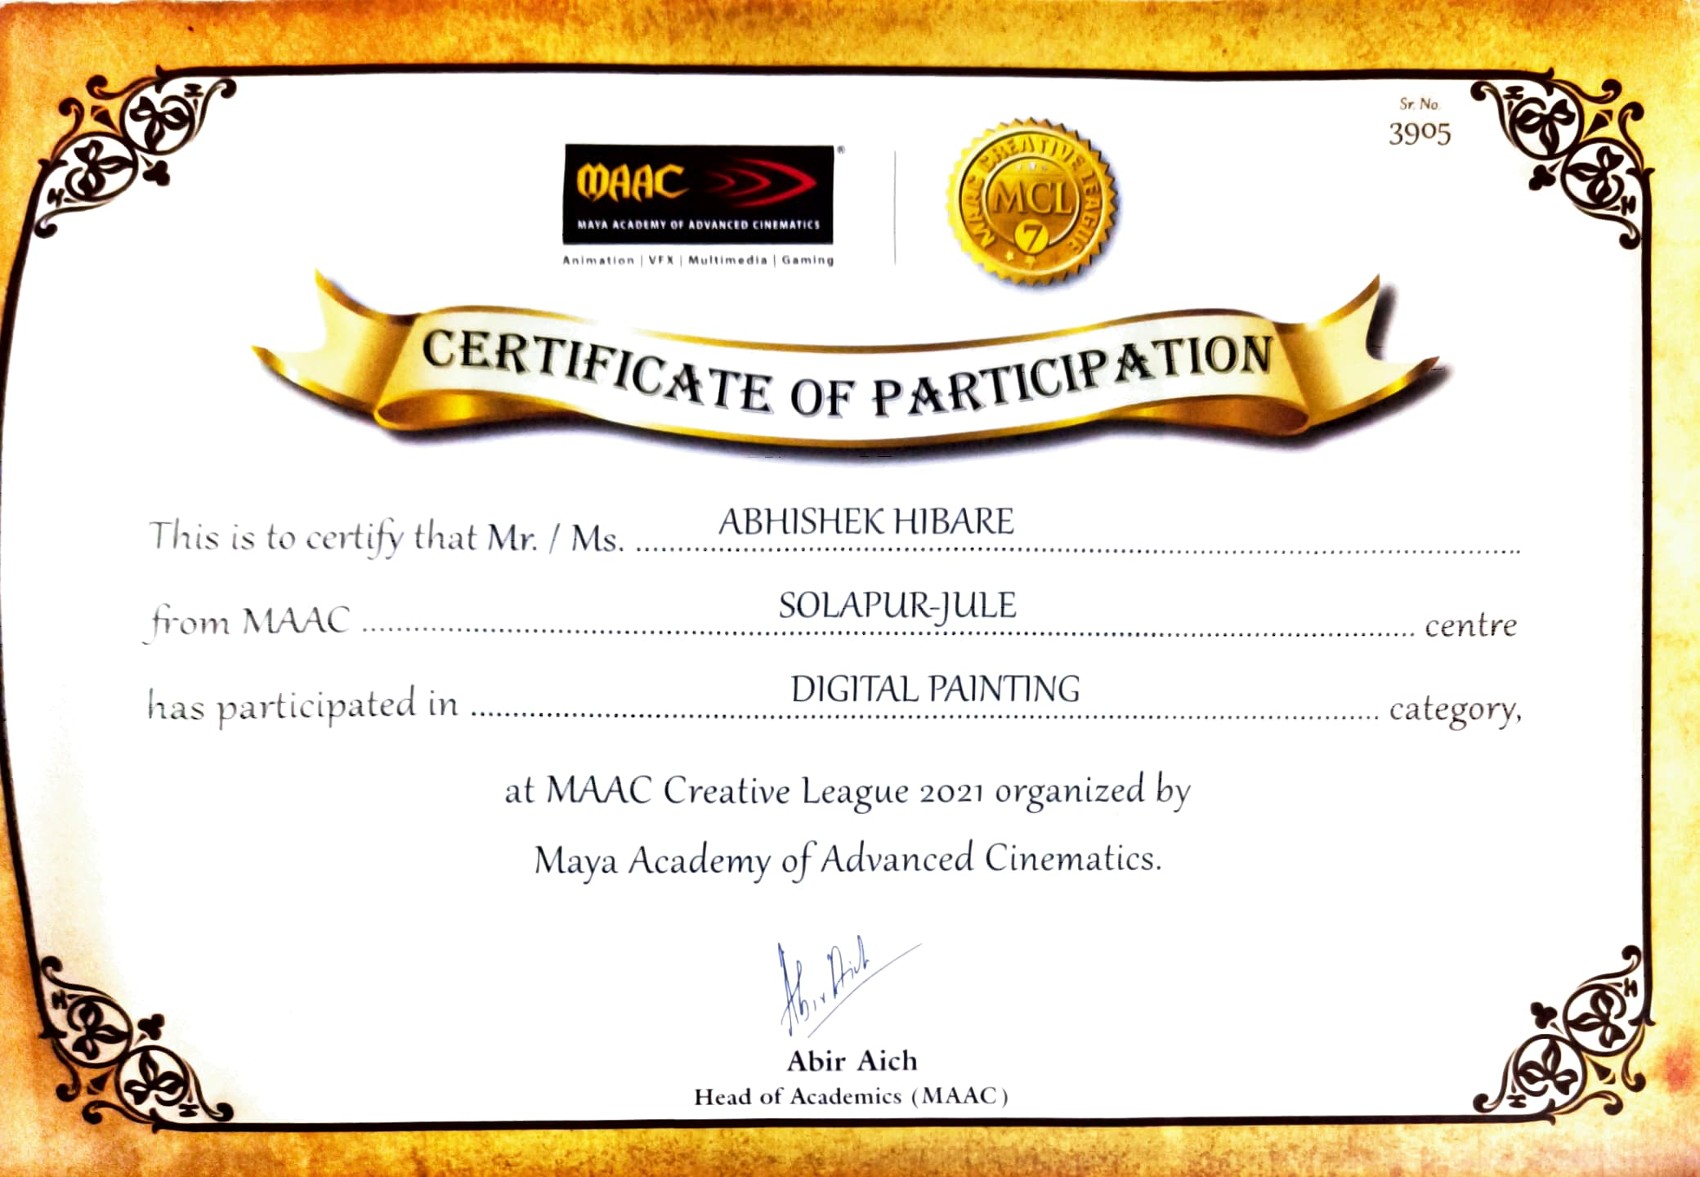 Sr. No.
3905
MAAC
MAYA ACADEMY OF ADVANCED CINEMATICS
Animation | VFX | Multimedia | Gaming
MAAC CREATIVE LEAGUE
MCL
7
CERTIFICATE OF PARTICIPATION
This is to certify that Mr. / Ms. ABHISHEK HIBARE
from MAAC SOLAPUR-JULE centre
has participated in DIGITAL PAINTING category,
at MAAC Creative League 2021 organized by
Maya Academy of Advanced Cinematics.
Abir Aich
Abir Aich
Head of Academics (MAAC)